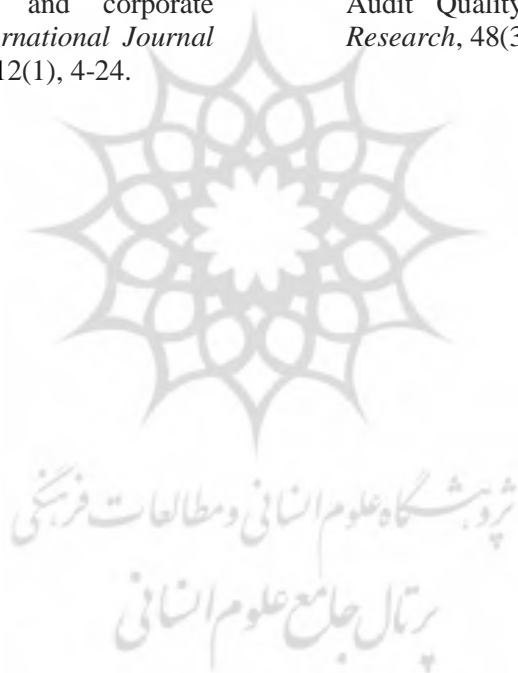 and corporate
rnational Journal
12(1), 4-24.
Audit Quality
Research, 48(3
پژوهشگاه علوم انسانی و مطالعات فرهنگی
پرتال جامع علوم انسانی